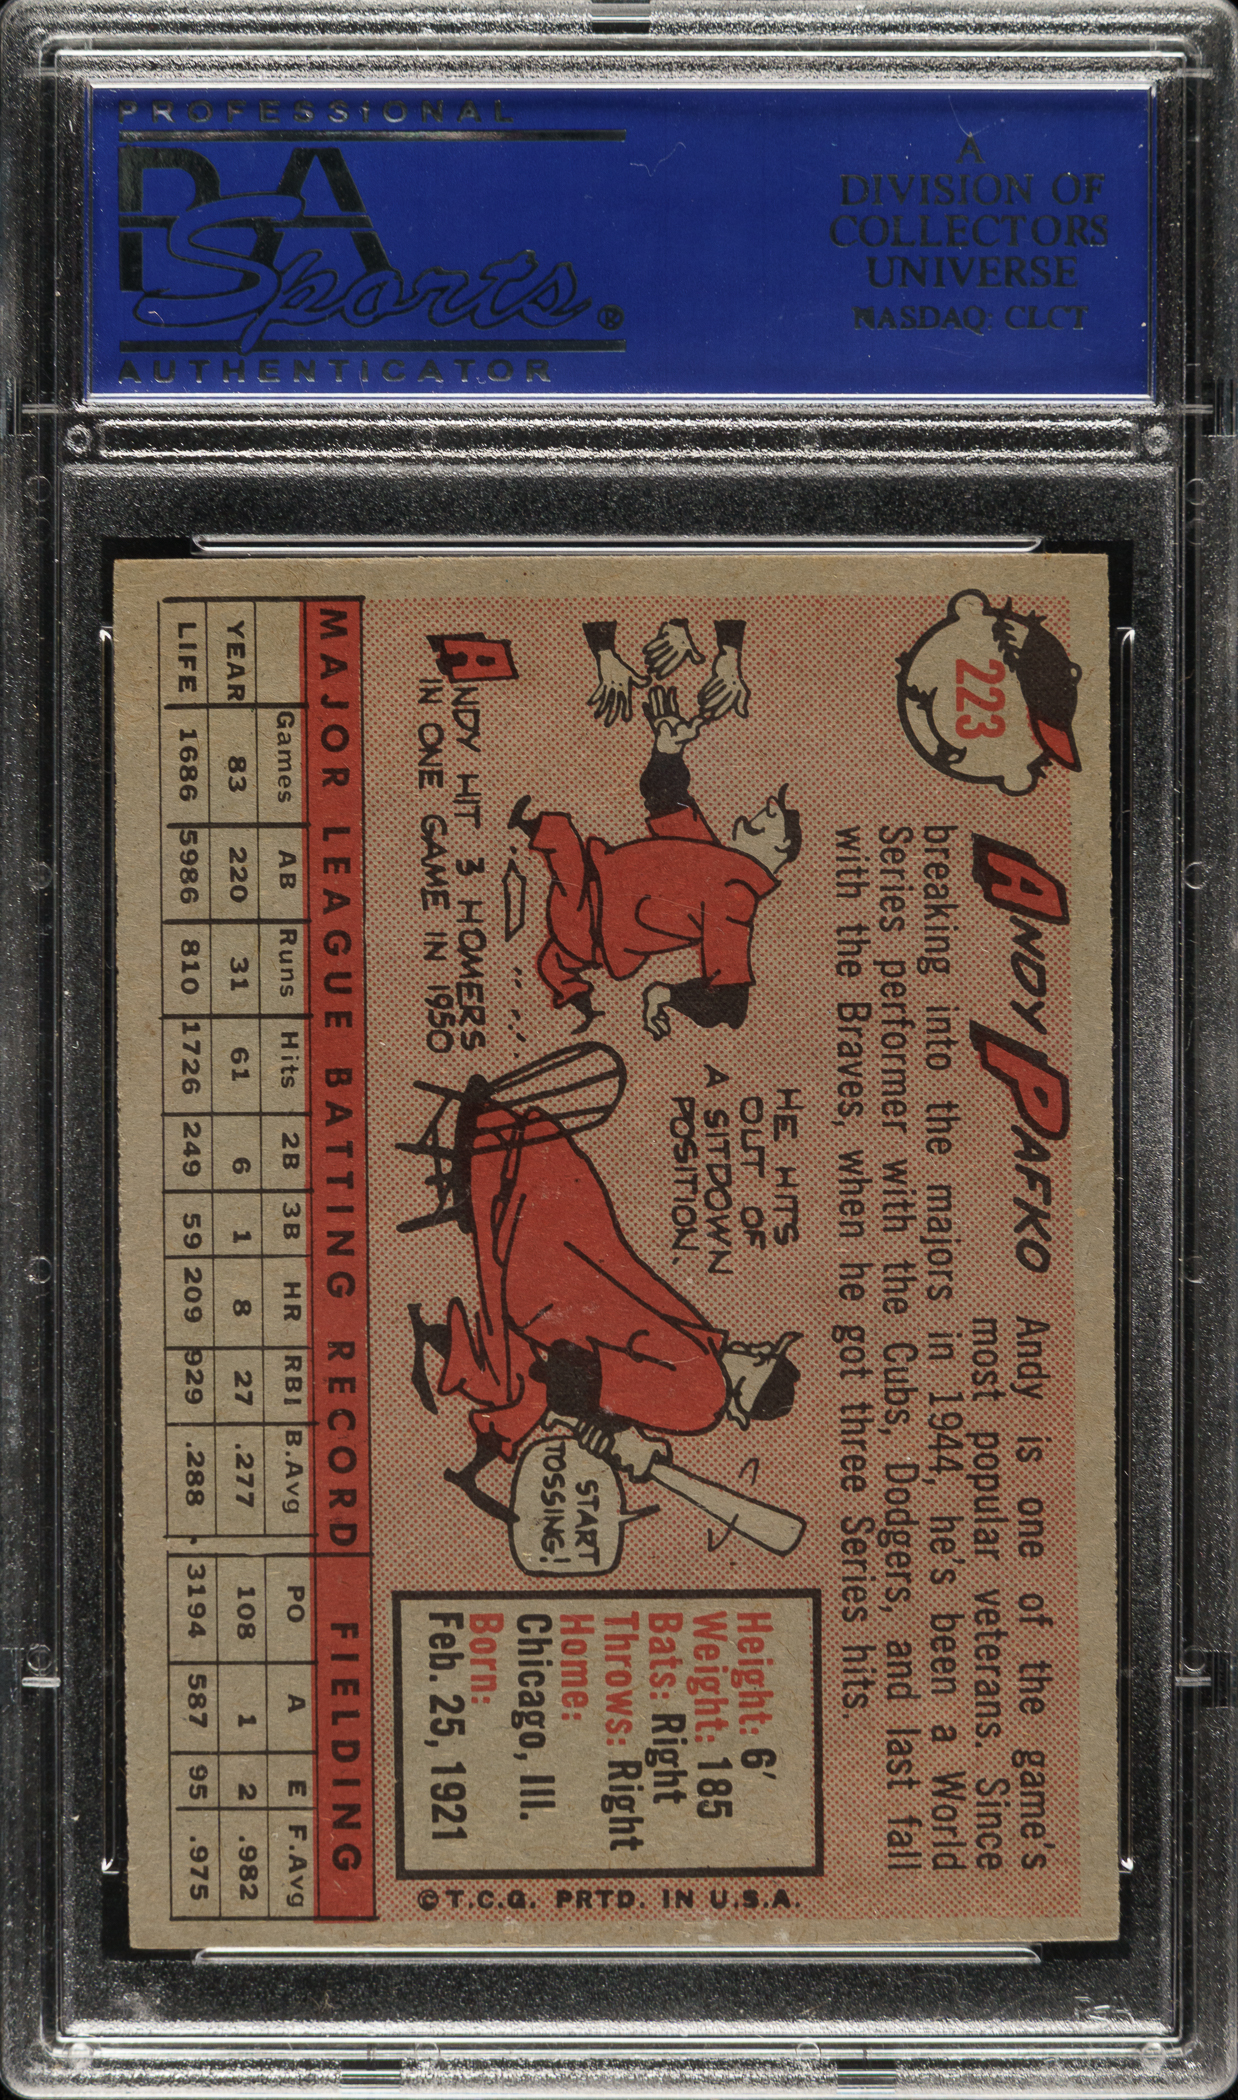 PROFESSIONAL
PSA
Sports®
AUTHENTICATOR
A
DIVISION OF
COLLECTORS
UNIVERSE
NASDAQ: CLCT
223
ANDY PAFKO
Andy is one of the game's
most popular veterans. Since
breaking into the majors in 1944, he's been a World
Series performer with the Cubs, Dodgers, and last fall
with the Braves, when he got three Series hits.
ANDY HIT 3 HOMERS
IN ONE GAME IN 1950
HE HITS
OUT OF
A SITDOWN
POSITION.
START
TOSSING!
Height: 6'
Weight: 185
Bats: Right
Throws: Right
Home:
Chicago, Ill.
Born:
Feb. 25, 1921
© T.C.G. PRTD. IN U.S.A.
MAJOR LEAGUE BATTING RECORD FIELDING
Games AB Runs Hits 2B 3B HR RBI B.Avg PO A E F.Avg
YEAR 83 220 31 61 6 1 8 27 .277 108 1 2 .982
LIFE 1686 5986 810 1726 249 59 209 929 .288 3194 587 95 .975
PSA